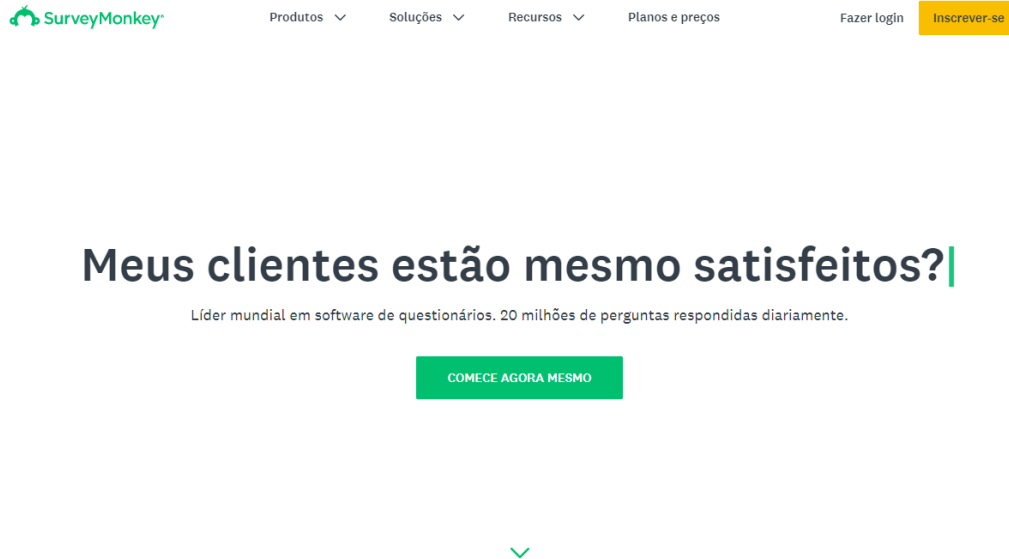 SurveyMonkey®
Produtos
Soluções
Recursos
Planos e preços
Fazer login
Inscrever-se
Meus clientes estão mesmo satisfeitos?
Líder mundial em software de questionários. 20 milhões de perguntas respondidas diariamente.
COMECE AGORA MESMO